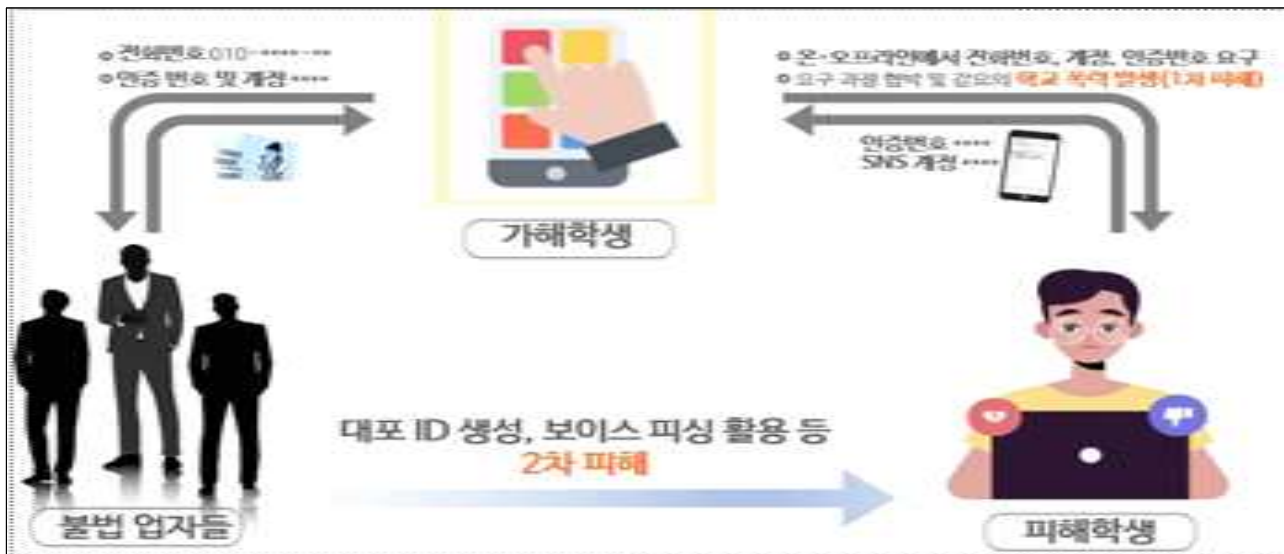 전화번호 010-****-**
인증 번호 및 계정 ****
온·오프라인에서 전화번호, 계정, 인증번호 요구
요구 과정 협박 및 강요의 학교 폭력 발생(1차 피해)
인증번호 ****
SNS 계정 ****
가해학생
대포 ID 생성, 보이스 피싱 활용 등
2차 피해
불법 업자들
피해학생